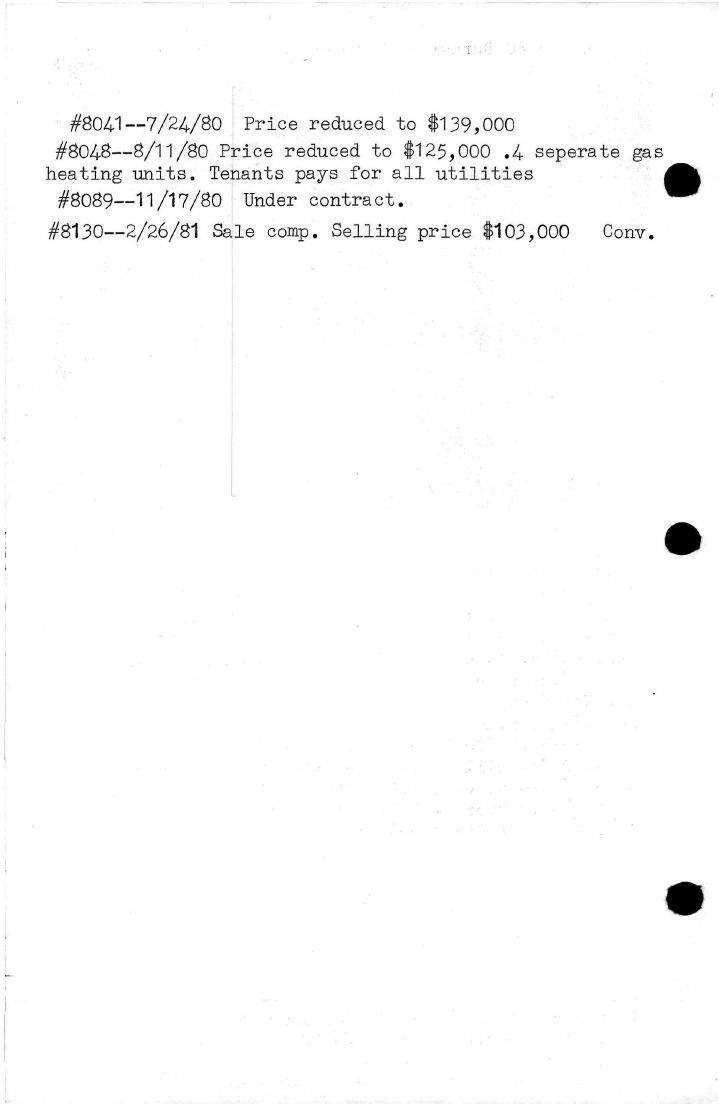 #8041--7/24/80 Price reduced to $139,000
#8048--8/11/80 Price reduced to $125,000 .4 seperate gas
heating units. Tenants pays for all utilities
#8089--11/17/80 Under contract.
#8130--2/26/81 Sale comp. Selling price $103,000 Conv.